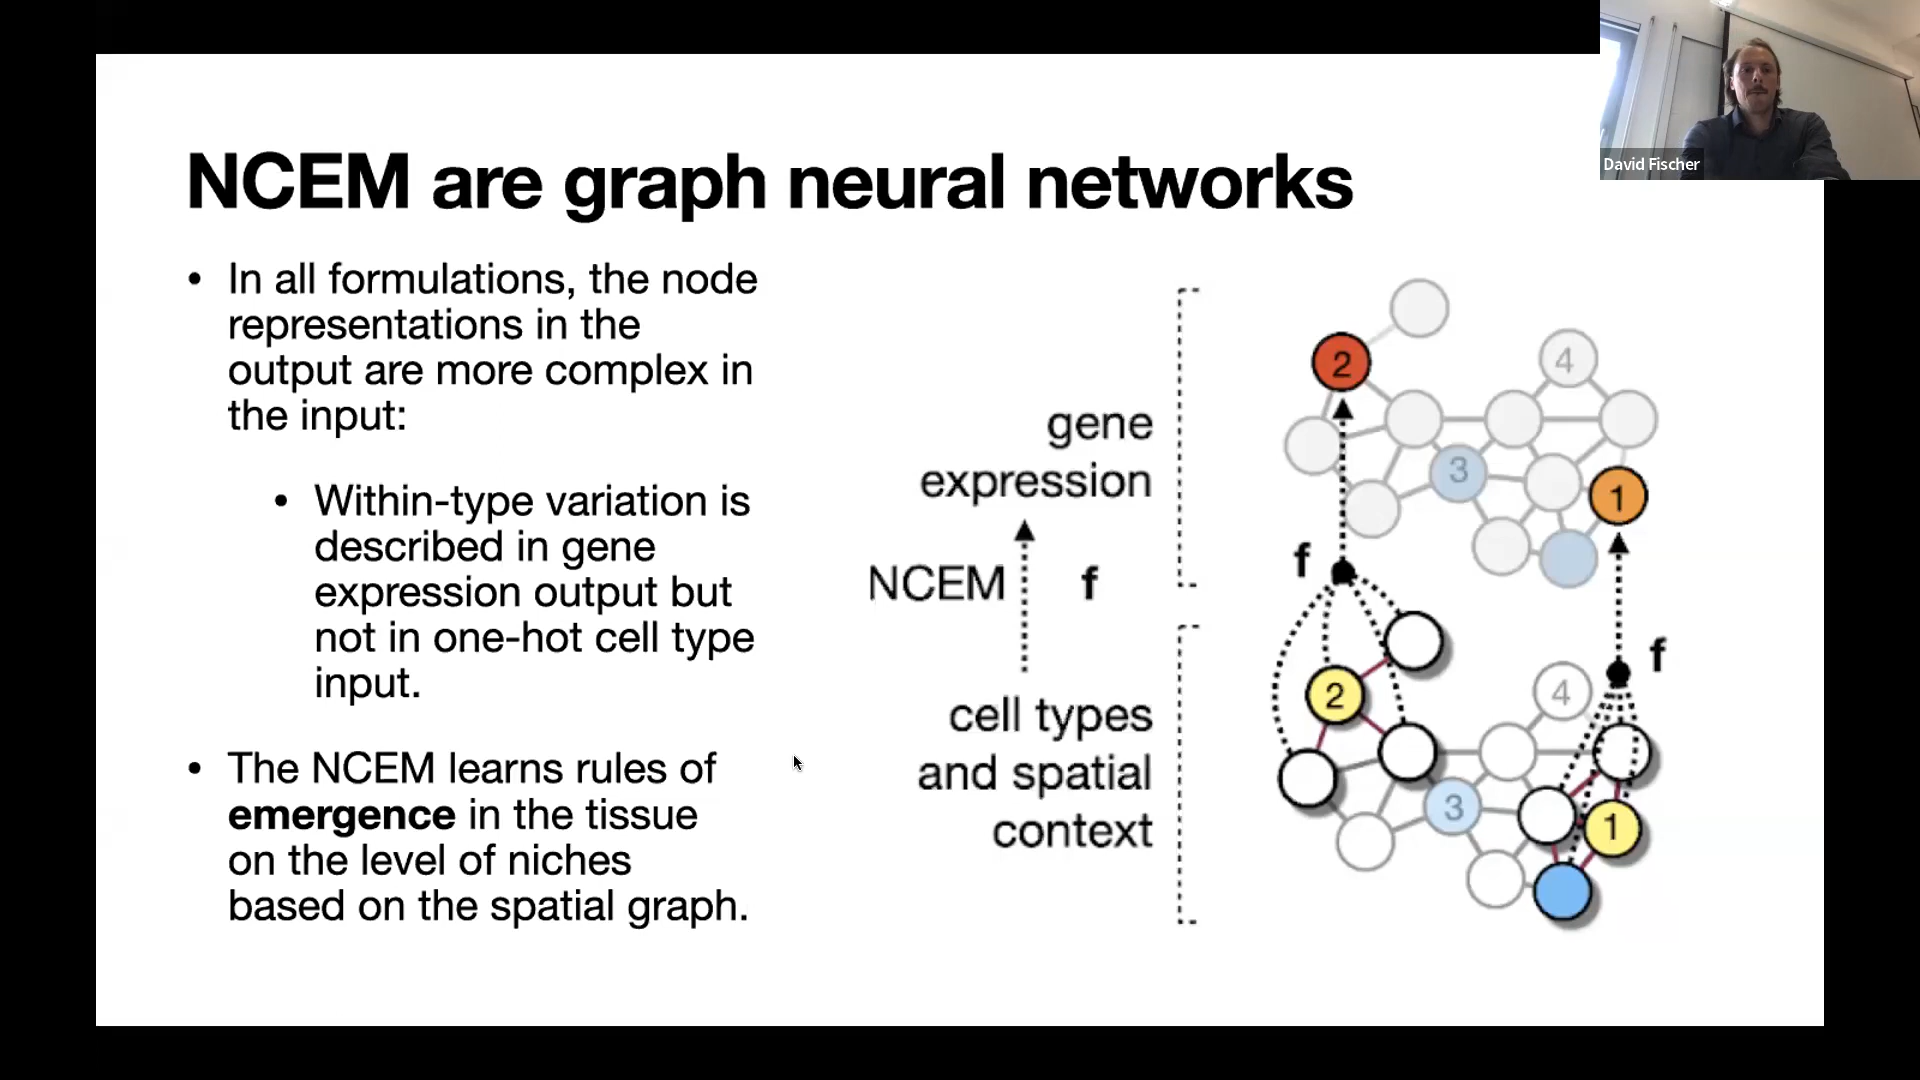 David Fischer
NCEM are graph neural networks
• In all formulations, the node
representations in the
output are more complex in
the input:
• Within-type variation is
described in gene
expression output but
not in one-hot cell type
input.
• The NCEM learns rules of
emergence in the tissue
on the level of niches
based on the spatial graph.
gene
expression
NCEM f
cell types
and spatial
context
2
4
3
1
f
f
2
4
3
1